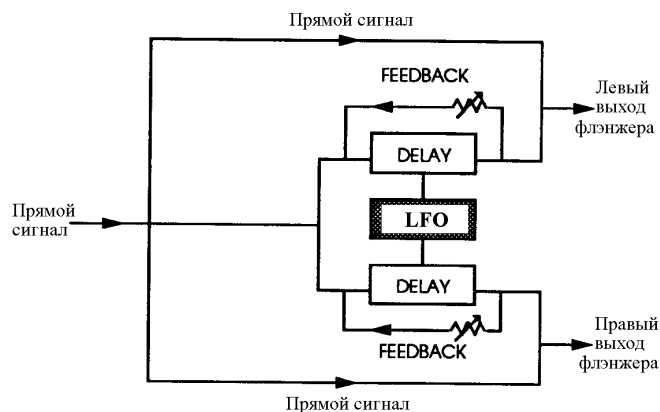 Прямой сигнал
FEEDBACK
Левый
выход
флэнжера
DELAY
Прямой
сигнал
LFO
DELAY
FEEDBACK
Правый
выход
флэнжера
Прямой сигнал